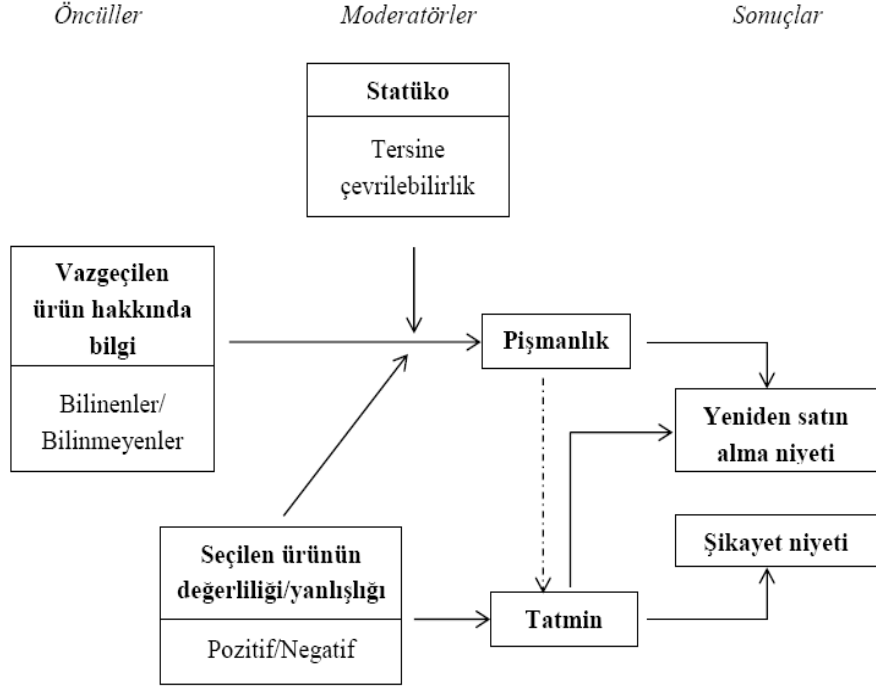 Öncüller
Moderatörler
Sonuçlar
Statüko
Tersine
çevrilebilirlik
Vazgeçilen
ürün hakkında
bilgi
Bilinenler/
Bilinmeyenler
Pişmanlık
Yeniden satın
alma niyeti
Şikayet niyeti
Seçilen ürünün
değerliliği/yanlışlığı
Pozitif/Negatif
Tatmin